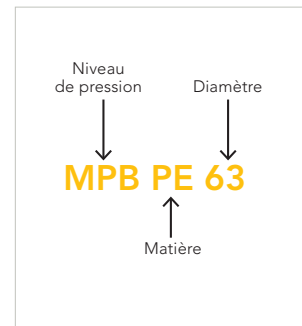 Niveau
de pression
Diamètre
MPB PE 63
Matière